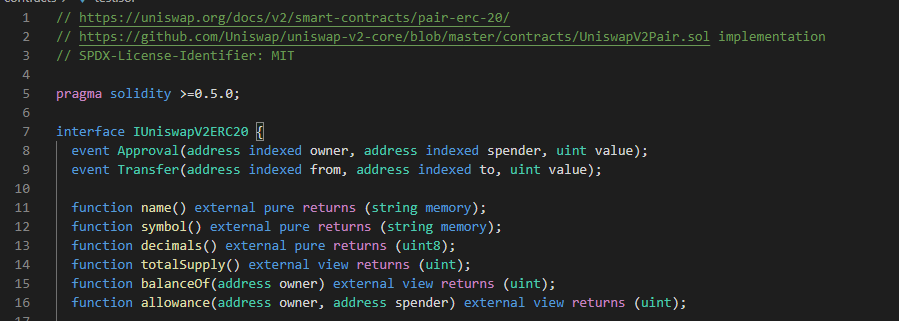 contracts > testsol
1 // https://uniswap.org/docs/v2/smart-contracts/pair-erc-20/
2 // https://github.com/Uniswap/uniswap-v2-core/blob/master/contracts/UniswapV2Pair.sol implementation
3 // SPDX-License-Identifier: MIT
4
5 pragma solidity >=0.5.0;
6
7 interface IUniswapV2ERC20 {
8 event Approval(address indexed owner, address indexed spender, uint value);
9 event Transfer(address indexed from, address indexed to, uint value);
10
11 function name() external pure returns (string memory);
12 function symbol() external pure returns (string memory);
13 function decimals() external pure returns (uint8);
14 function totalSupply() external view returns (uint);
15 function balanceOf(address owner) external view returns (uint);
16 function allowance(address owner, address spender) external view returns (uint);
17